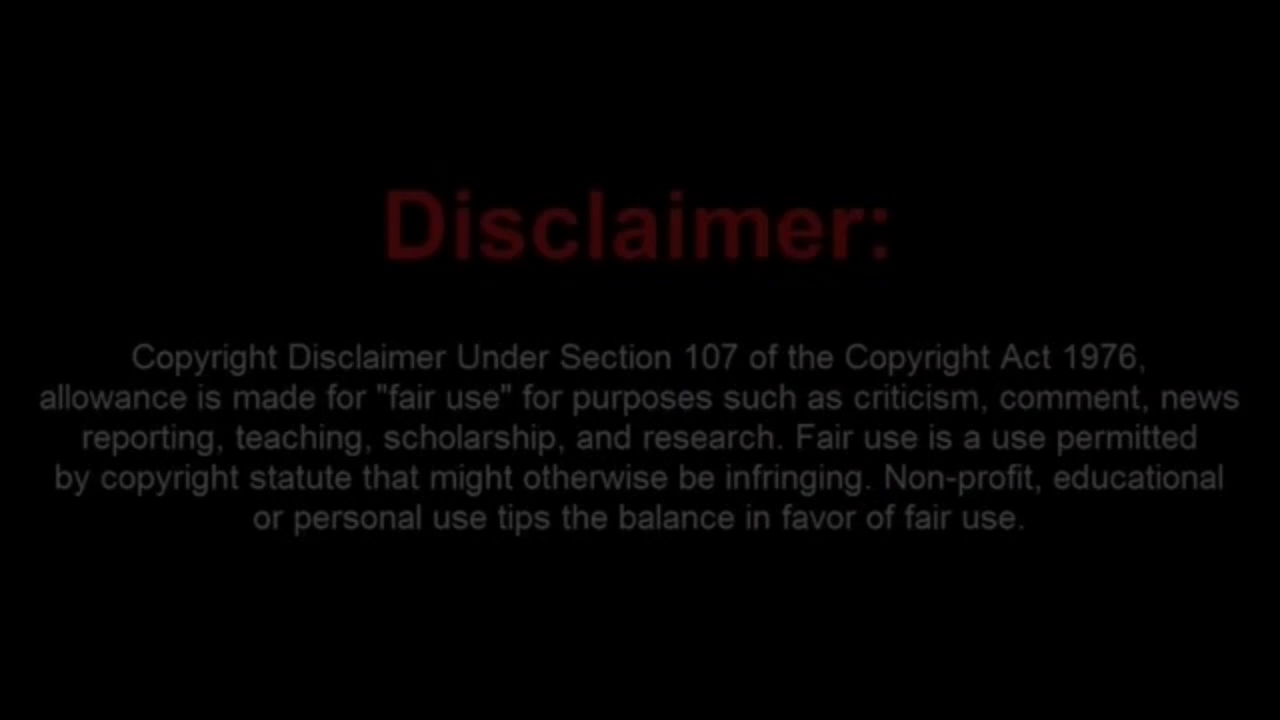 Disclaimer:
Copyright Disclaimer Under Section 107 of the Copyright Act 1976,
allowance is made for "fair use" for purposes such as criticism, comment, news
reporting, teaching, scholarship, and research. Fair use is a use permitted
by copyright statute that might otherwise be infringing. Non-profit, educational
or personal use tips the balance in favor of fair use.